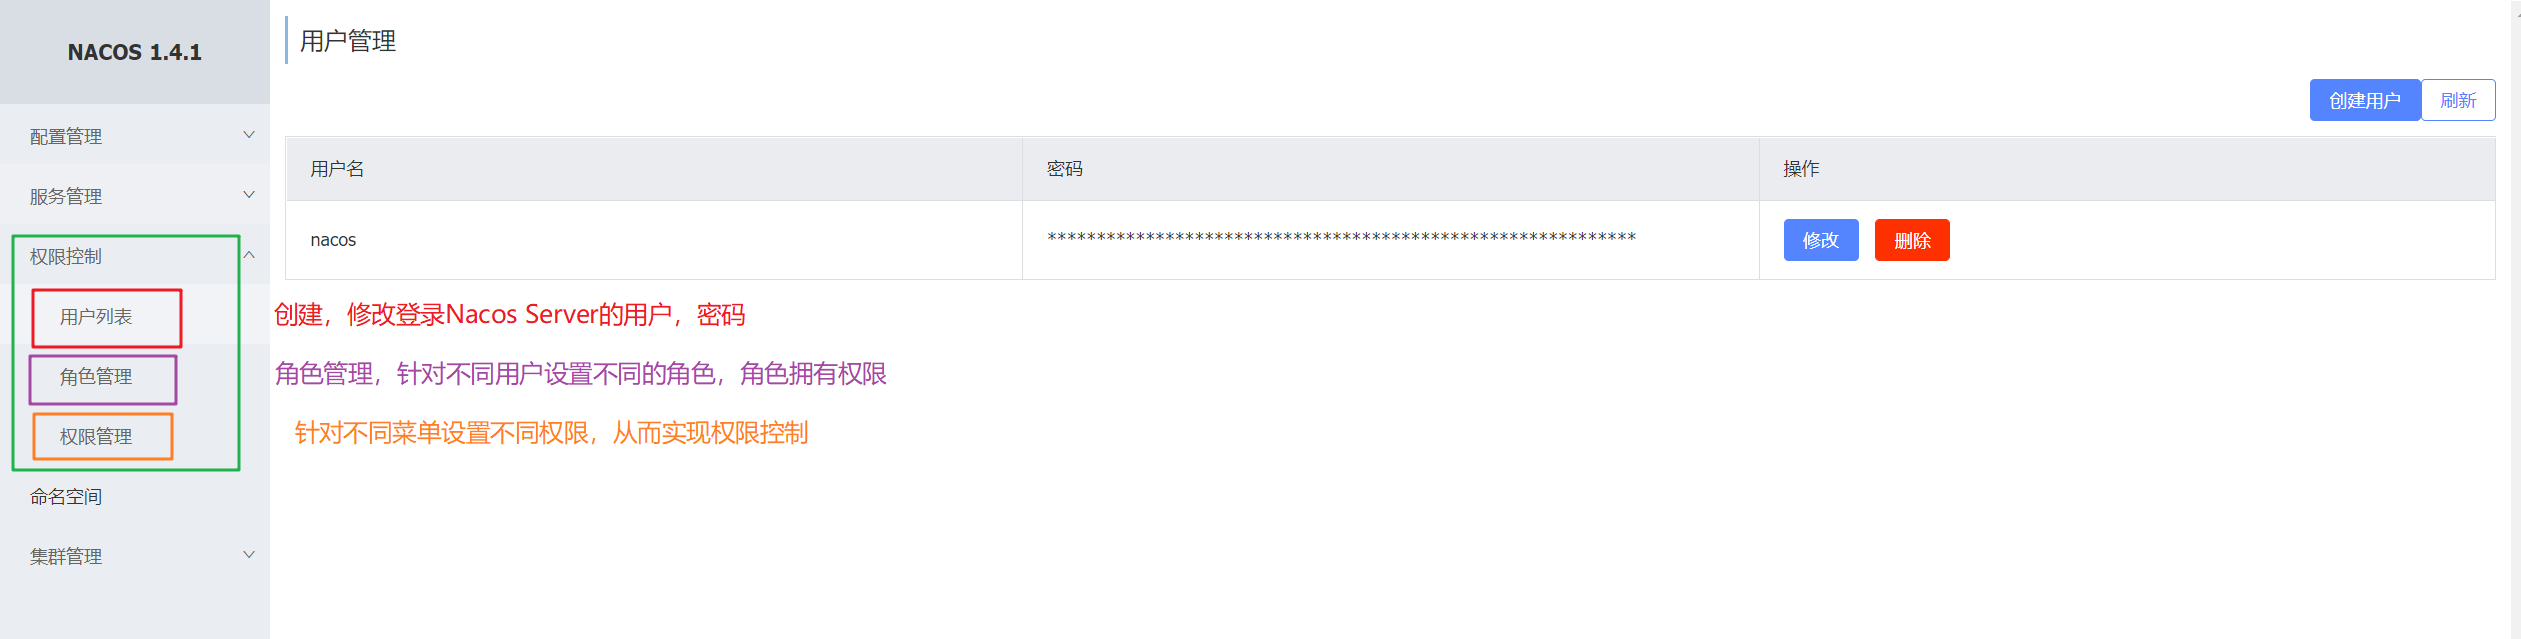 NACOS 1.4.1
配置管理
服务管理
权限控制
用户列表
角色管理
权限管理
命名空间
集群管理
用户管理
创建用户 刷新
用户名 密码 操作
nacos ************************************************************ 修改 删除
创建，修改登录Nacos Server的用户，密码
角色管理，针对不同用户设置不同的角色，角色拥有权限
针对不同菜单设置不同权限，从而实现权限控制